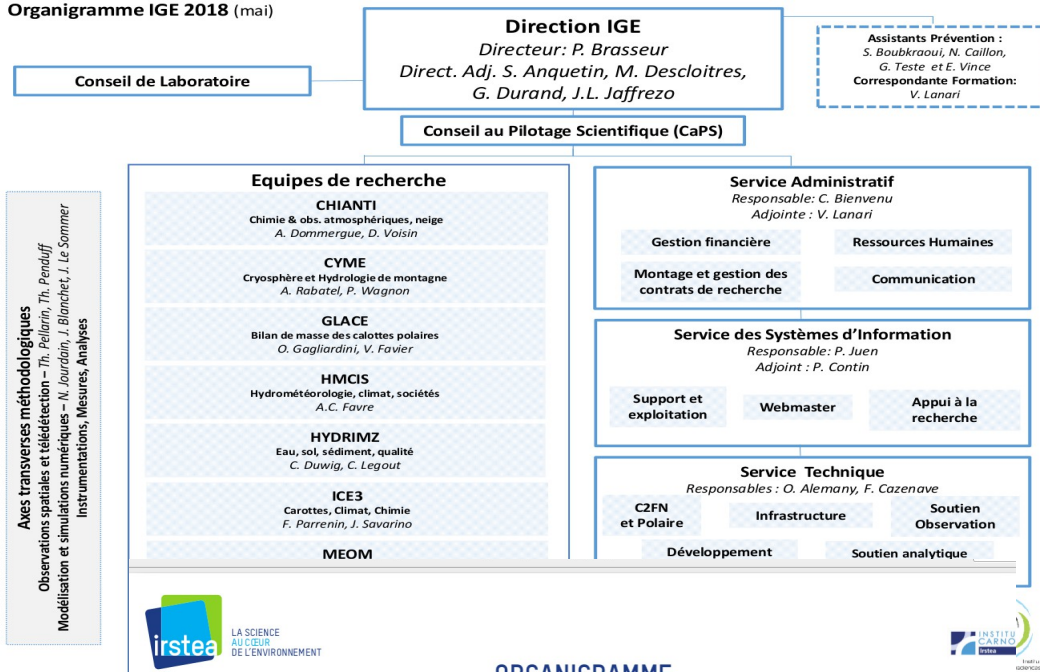 Organigramme IGE 2018 (mai)
Direction IGE
Directeur: P. Brasseur
Direct. Adj. S. Anquetin, M. Descloitres,
G. Durand, J.L. Jaffrezo
Conseil de Laboratoire
Assistants Prévention :
S. Boubkraoui, N. Caillon,
G. Teste et E. Vince
Correspondante Formation:
V. Lanari
Conseil au Pilotage Scientifique (CaPS)
Axes transverses méthodologiques
Observations spatiales et télédétection – Th. Pellarin, Th. Penduff
Modélisation et simulations numériques – N. Jourdain, J. Blanchet, J. Le Sommer
Instrumentations, Mesures, Analyses
Equipes de recherche
CHIANTI
Chimie & obs. atmosphériques, neige
A. Dommergue, D. Voisin
CYME
Cryosphère et Hydrologie de montagne
A. Rabatel, P. Wagnon
GLACE
Bilan de masse des calottes polaires
O. Gagliardini, V. Favier
HMCIS
Hydrométéorologie, climat, sociétés
A.C. Favre
HYDRIMZ
Eau, sol, sédiment, qualité
C. Duwig, C. Legout
ICE3
Carottes, Climat, Chimie
F. Parrenin, J. Savarino
MEOM
Service Administratif
Responsable: C. Bienvenu
Adjointe : V. Lanari
Gestion financière
Ressources Humaines
Montage et gestion des
contrats de recherche
Communication
Service des Systèmes d'Information
Responsable: P. Juen
Adjoint : P. Contin
Support et
exploitation
Webmaster
Appui à la
recherche
Service Technique
Responsables : O. Alemany, F. Cazenave
C2FN
et Polaire
Infrastructure
Soutien
Observation
Développement
Soutien analytique
irstea
LA SCIENCE
AU CŒUR
DE L'ENVIRONNEMENT
ORGANIGRAMME
INSTITU
CARNO
Irstea